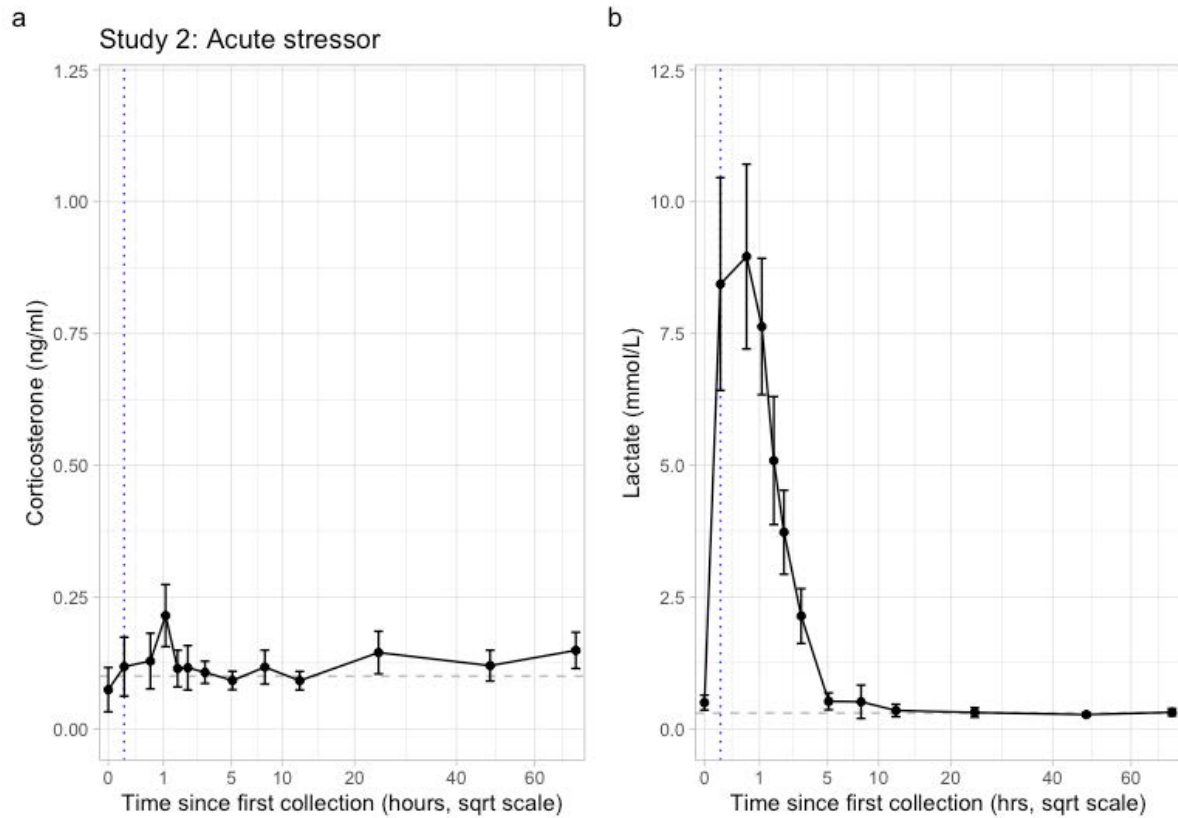 a
Study 2: Acute stressor
1.25
1.00
0.75
0.50
0.25
0.00
Corticosterone (ng/ml)
0 1 5 10 20 40 60
Time since first collection (hours, sqrt scale)
b
12.5
10.0
7.5
5.0
2.5
0.0
Lactate (mmol/L)
0 1 5 10 20 40 60
Time since first collection (hrs, sqrt scale)